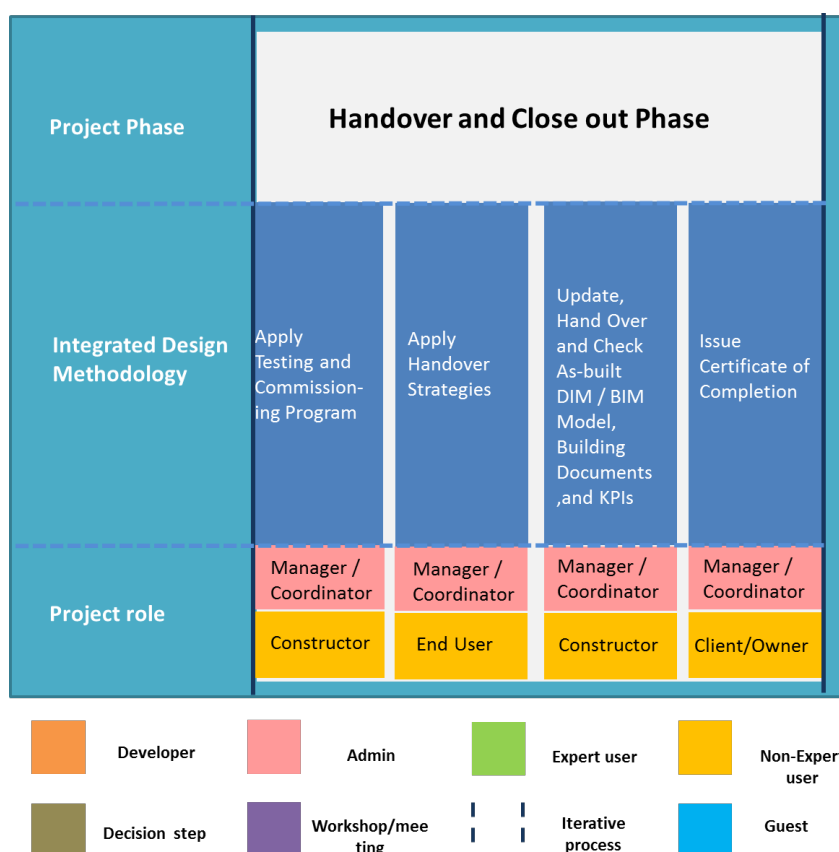 Project Phase
Handover and Close out Phase
Integrated Design
Methodology
Apply
Testing and
Commission-
ing Program
Apply
Handover
Strategies
Update,
Hand Over
and Check
As-built
DIM / BIM
Model,
Building
Documents
,and KPIs
Issue
Certificate of
Completion
Project role
Manager /
Coordinator
Manager /
Coordinator
Manager /
Coordinator
Manager /
Coordinator
Constructor
End User
Constructor
Client/Owner
Developer
Admin
Expert user
Non-Exper
user
Decision step
Workshop/mee
ting
Iterative
process
Guest